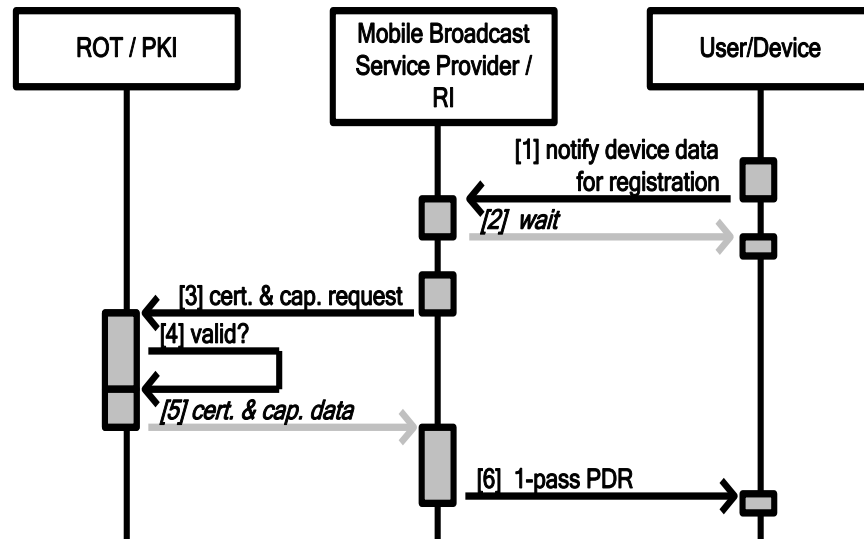 ROT / PKI
Mobile Broadcast
Service Provider /
RI
User/Device
[1] notify device data
for registration
[2] wait
[3] cert. & cap. request
[4] valid?
[5] cert. & cap. data
[6] 1-pass PDR